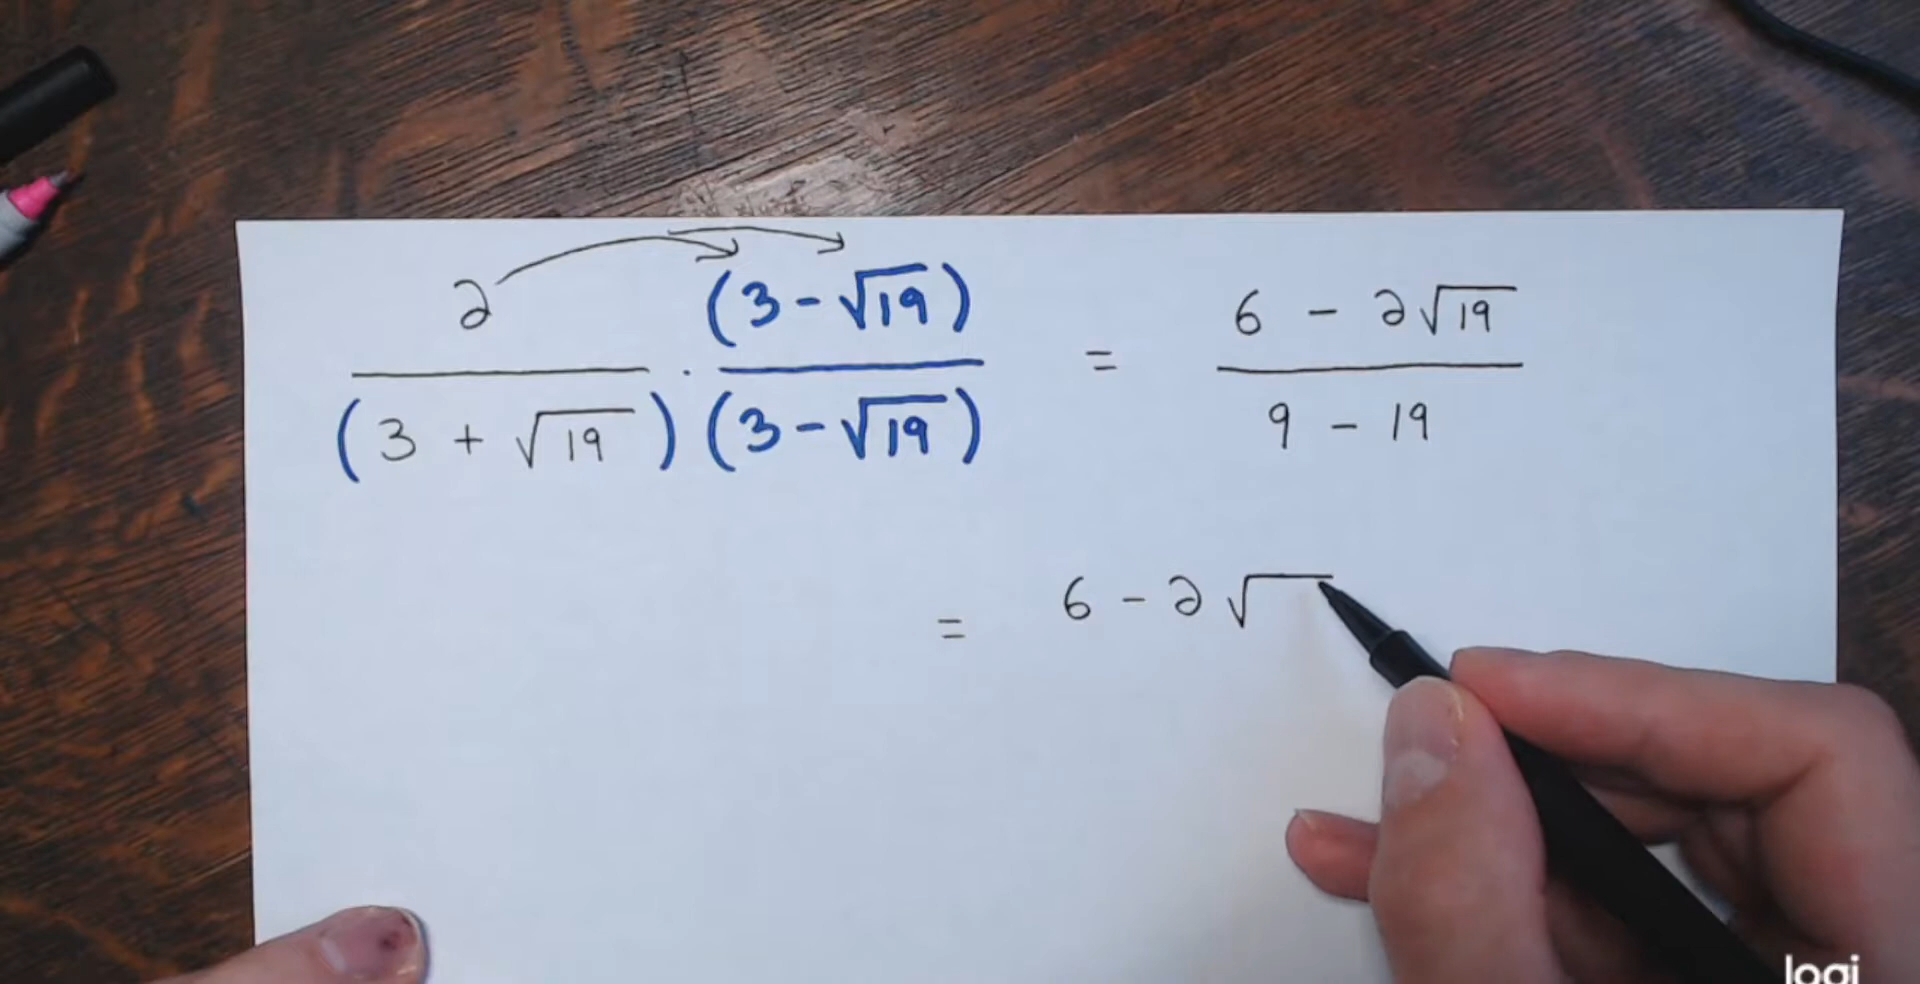 2/(3 + √19) · (3 - √19)/(3 - √19) = (6 - 2√19)/(9 - 19)
= 6 - 2√
logi